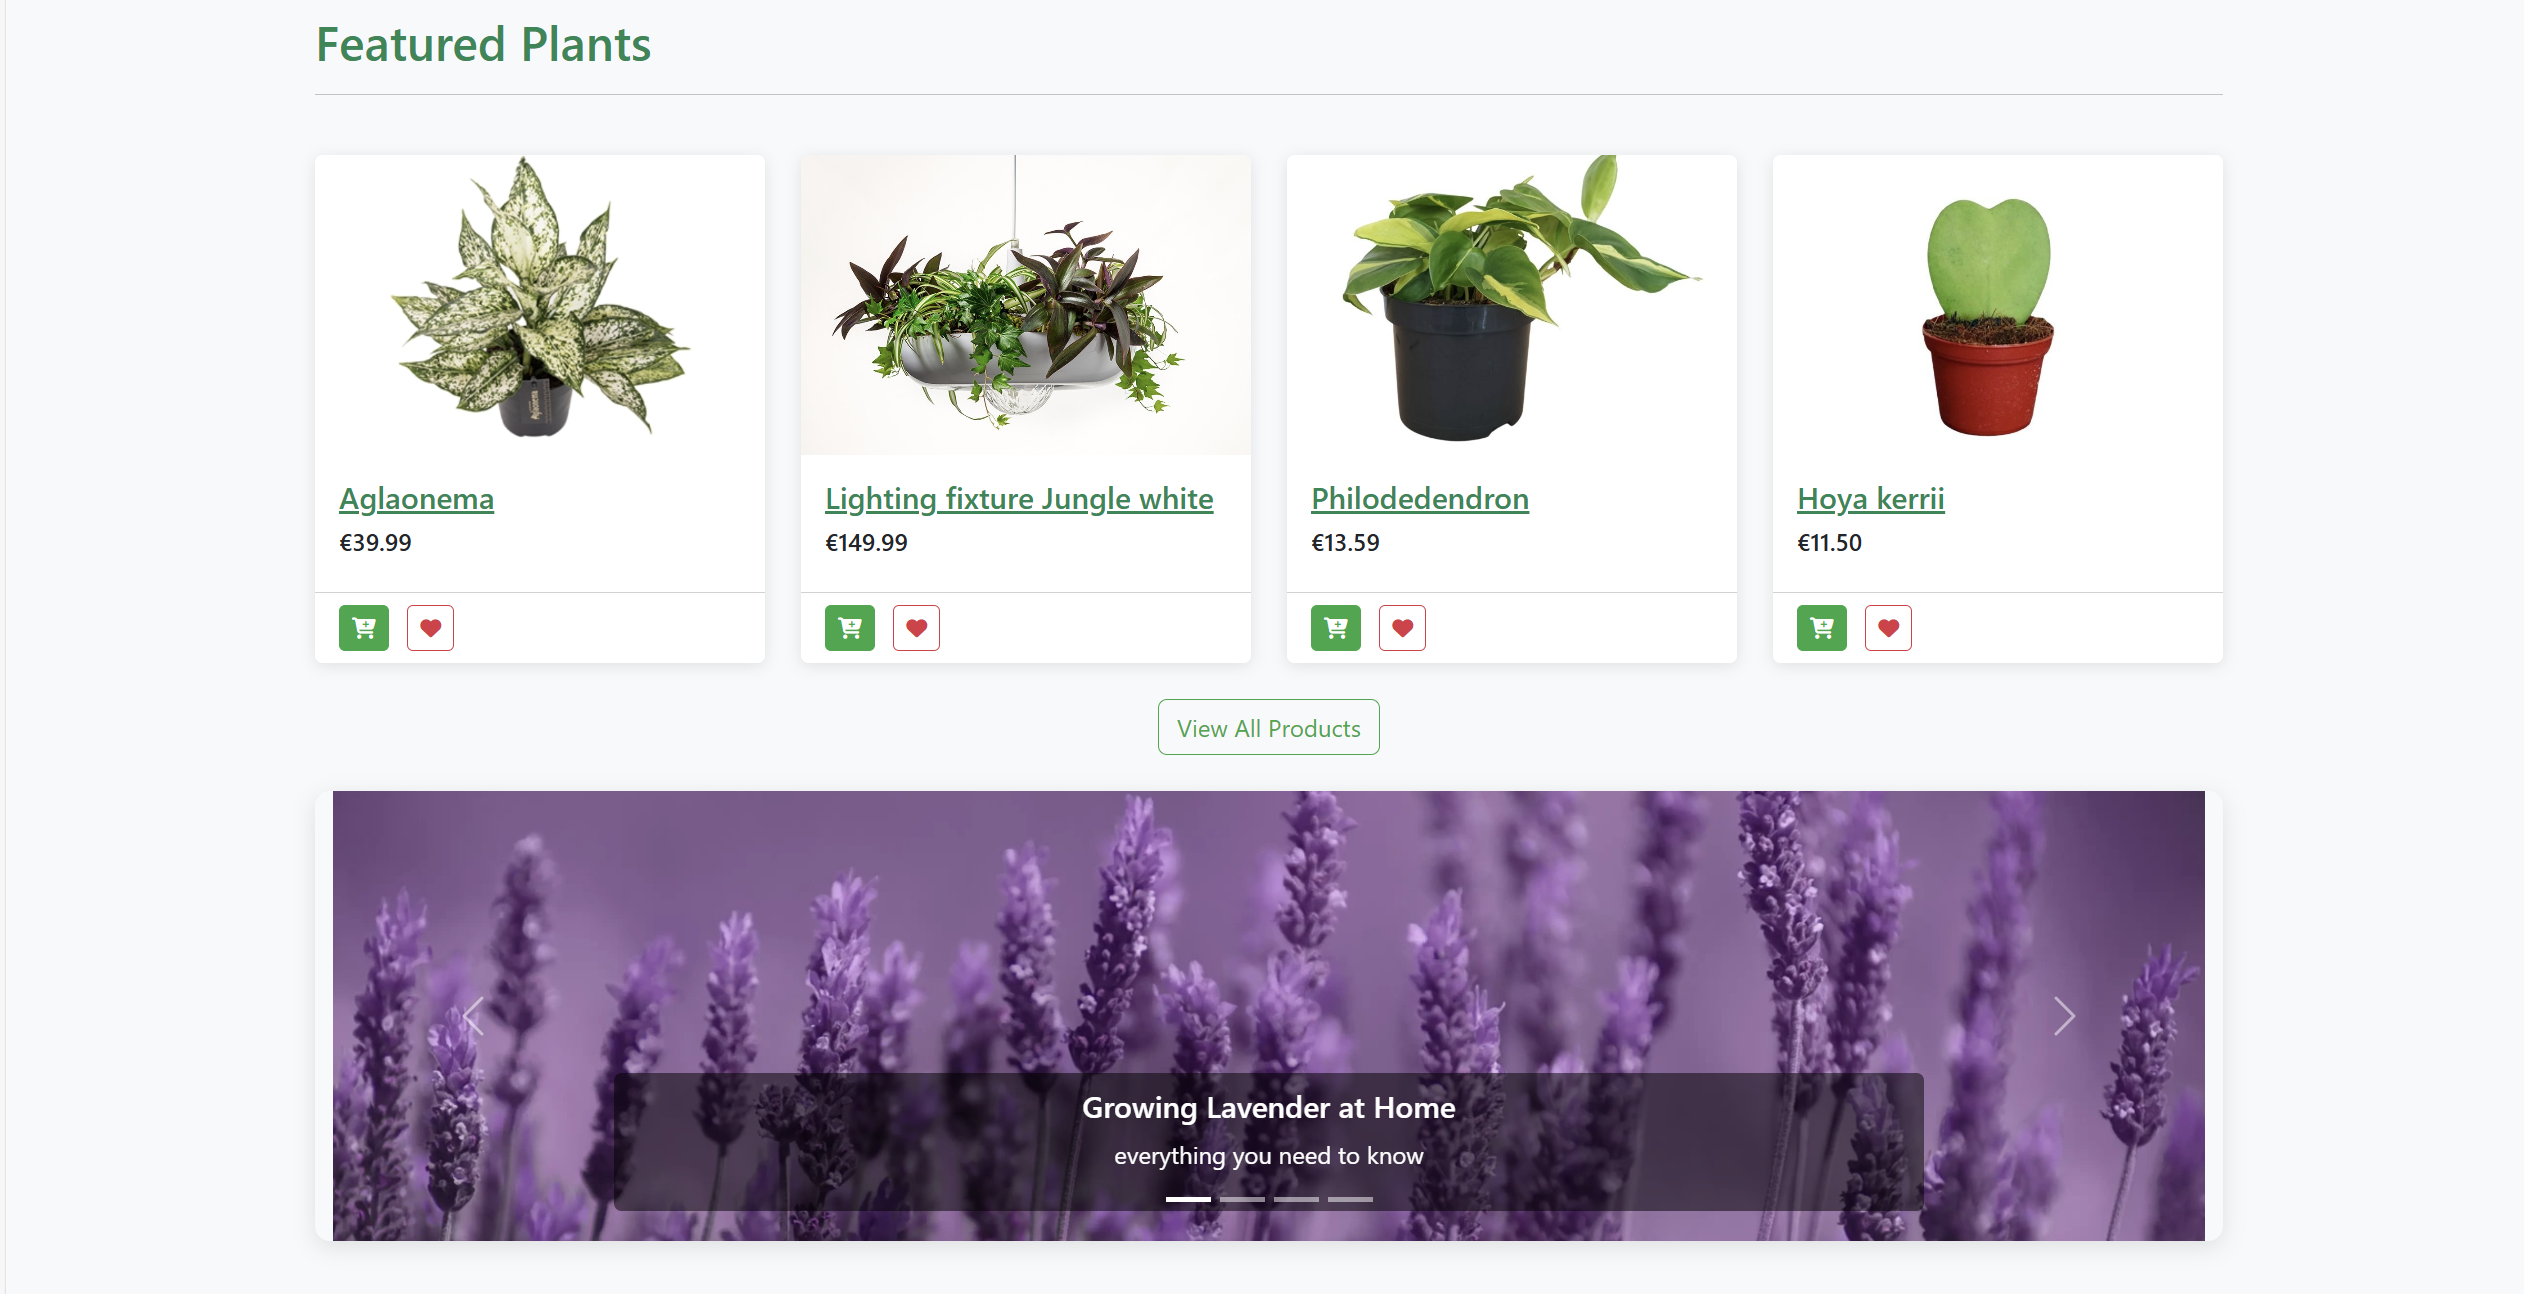 Featured Plants
Aglaonema
Lighting fixture Jungle white
Philodedendron
Hoya kerrii
€39.99
€149.99
€13.59
€11.50
View All Products
Growing Lavender at Home
everything you need to know